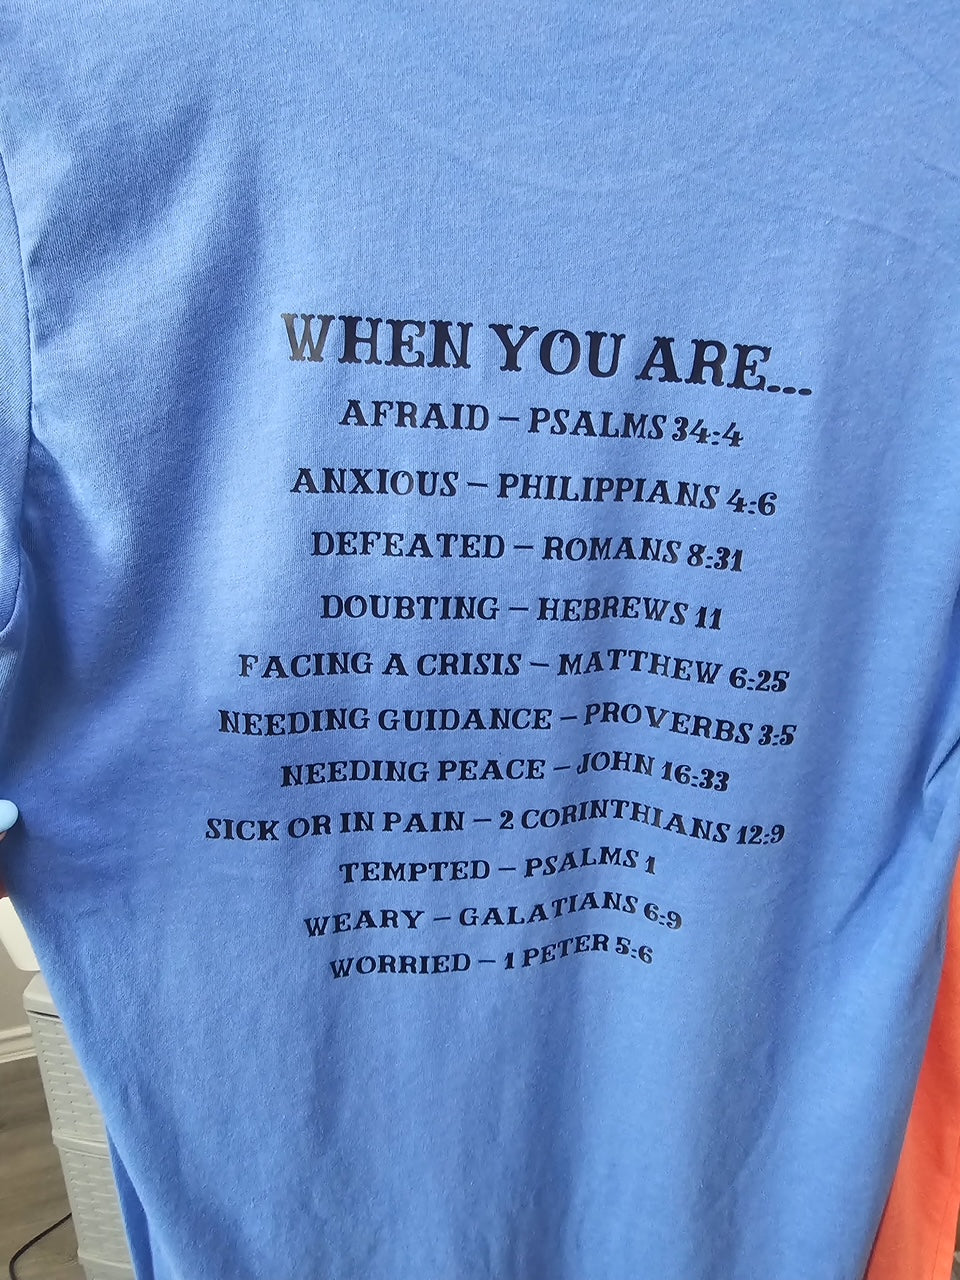 WHEN YOU ARE...
AFRAID – PSALMS 34:4
ANXIOUS – PHILIPPIANS 4:6
DEFEATED – ROMANS 8:31
DOUBTING – HEBREWS 11
FACING A CRISIS – MATTHEW 6:25
NEEDING GUIDANCE – PROVERBS 3:5
NEEDING PEACE – JOHN 16:33
SICK OR IN PAIN – 2 CORINTHIANS 12:9
TEMPTED – PSALMS 1
WEARY – GALATIANS 6:9
WORRIED – 1 PETER 5:6